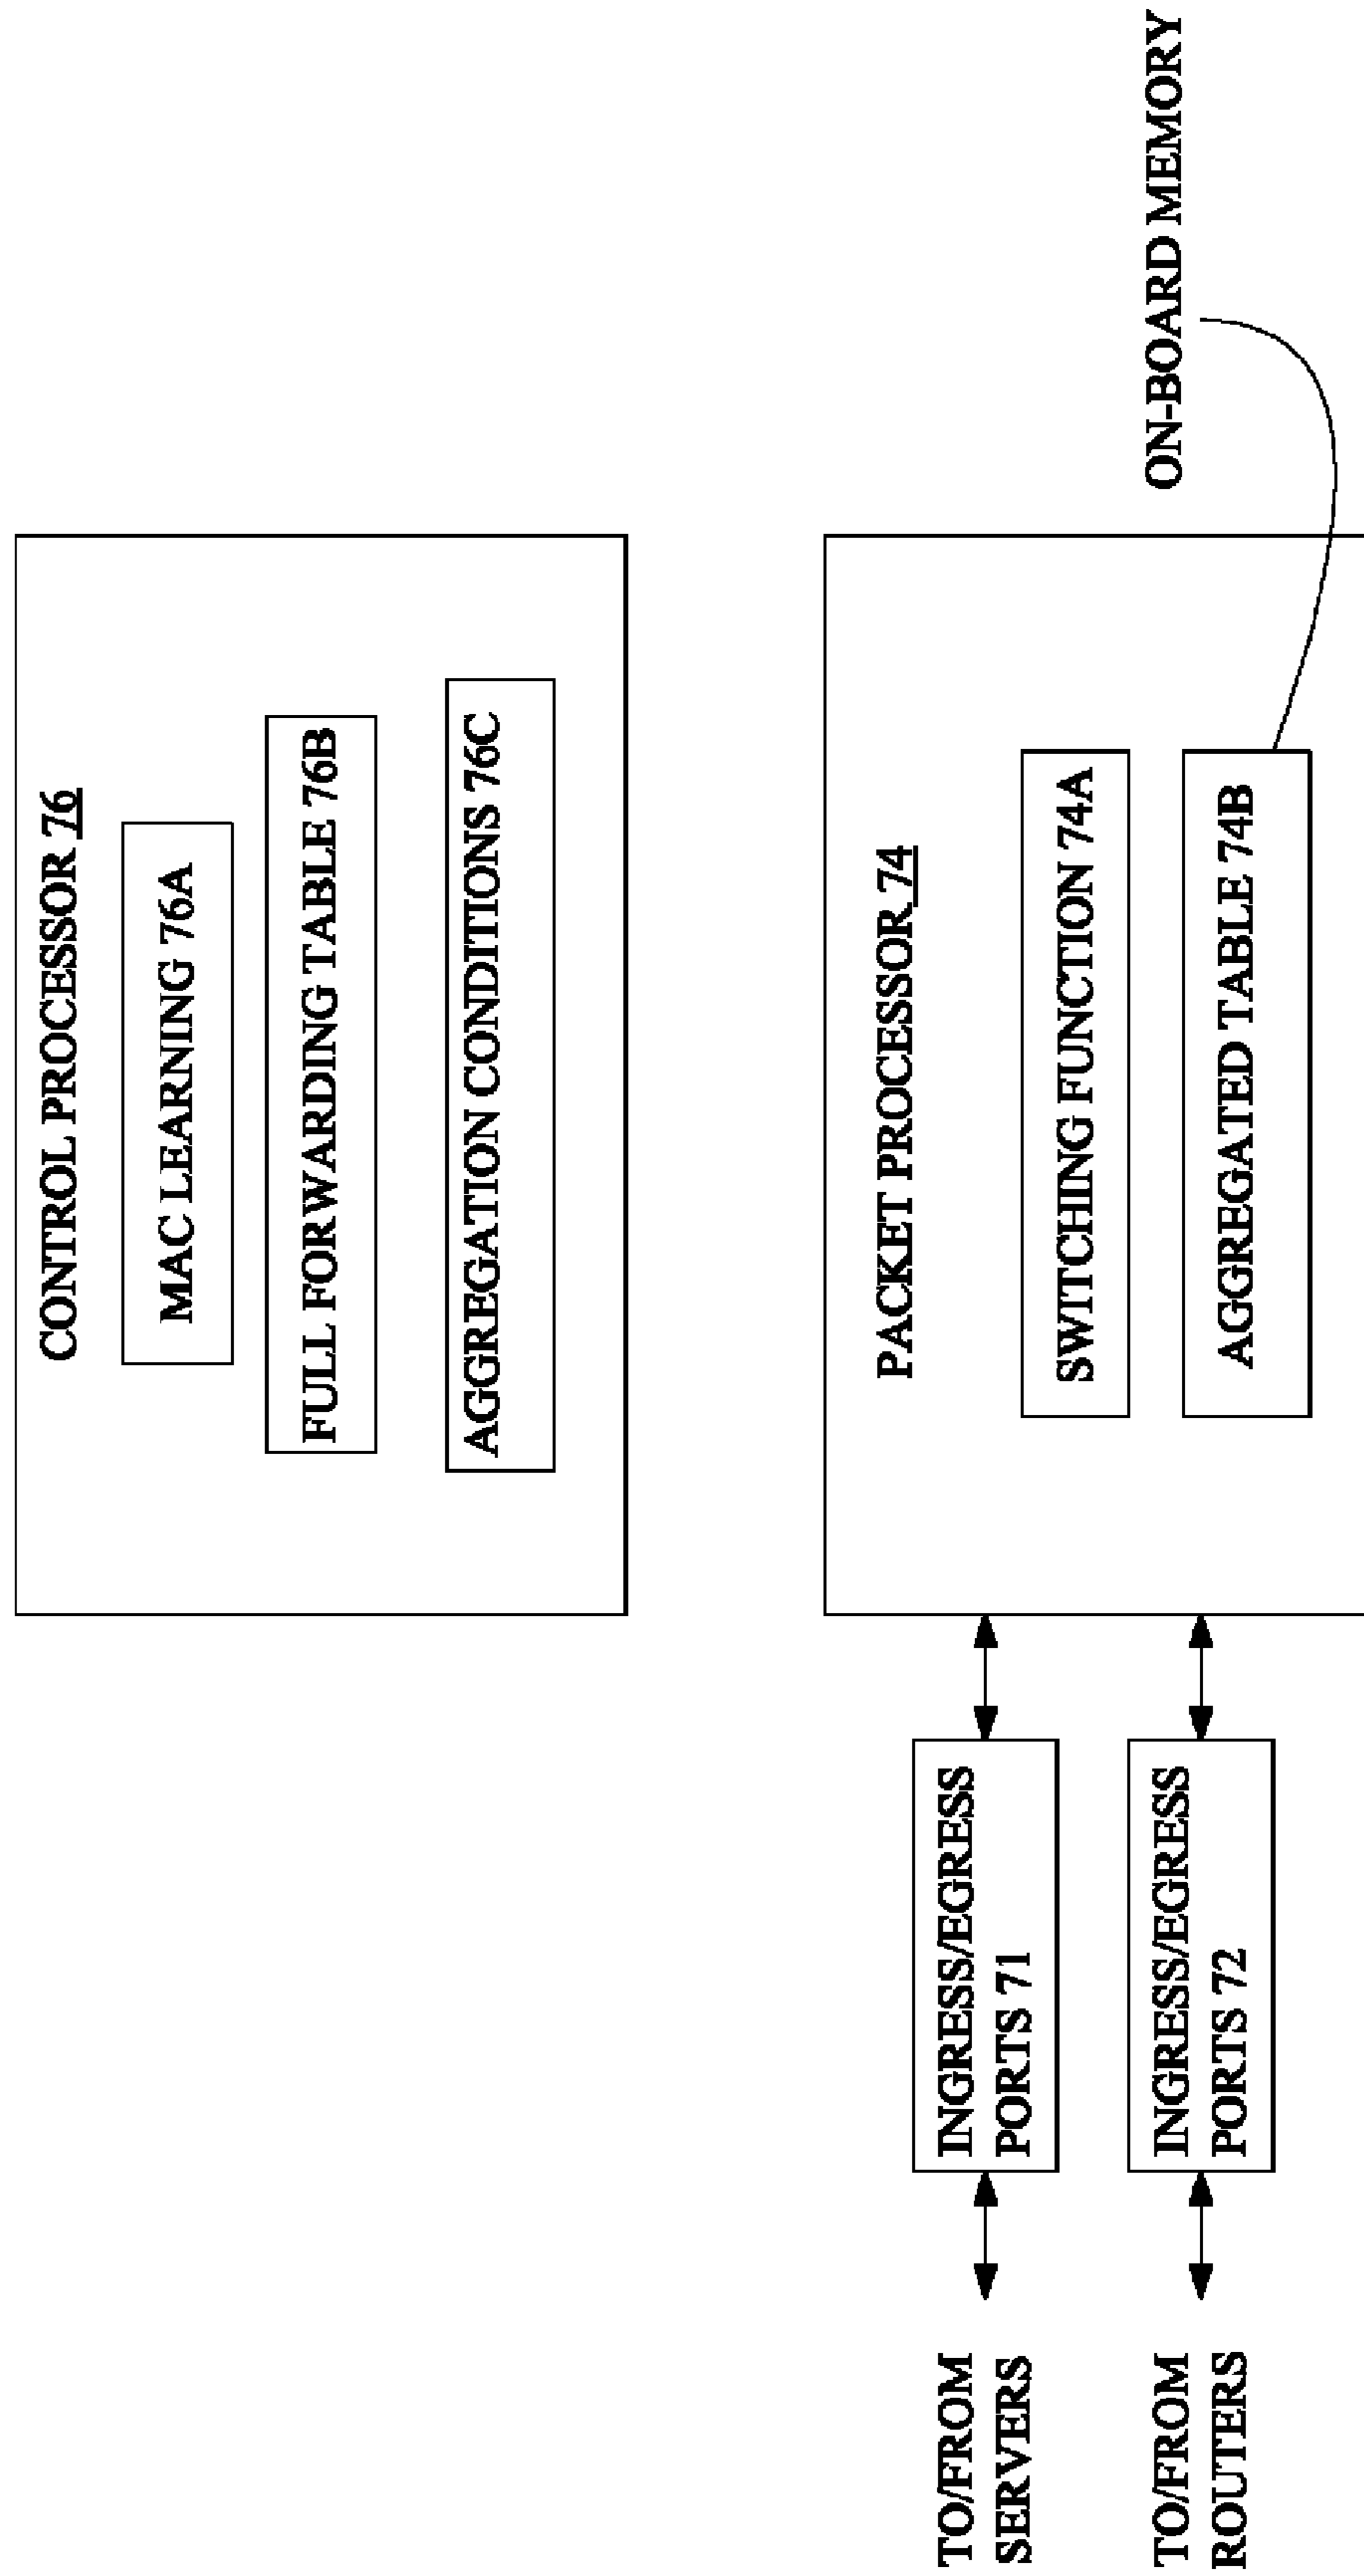 CONTROL PROCESSOR 76
MAC LEARNING 76A
FULL FORWARDING TABLE 76B
AGGREGATION CONDITIONS 76C
PACKET PROCESSOR 74
SWITCHING FUNCTION 74A
AGGREGATED TABLE 74B
ON-BOARD MEMORY
INGRESS/EGRESS
PORTS 71
INGRESS/EGRESS
PORTS 72
TO/FROM
SERVERS
TO/FROM
ROUTERS